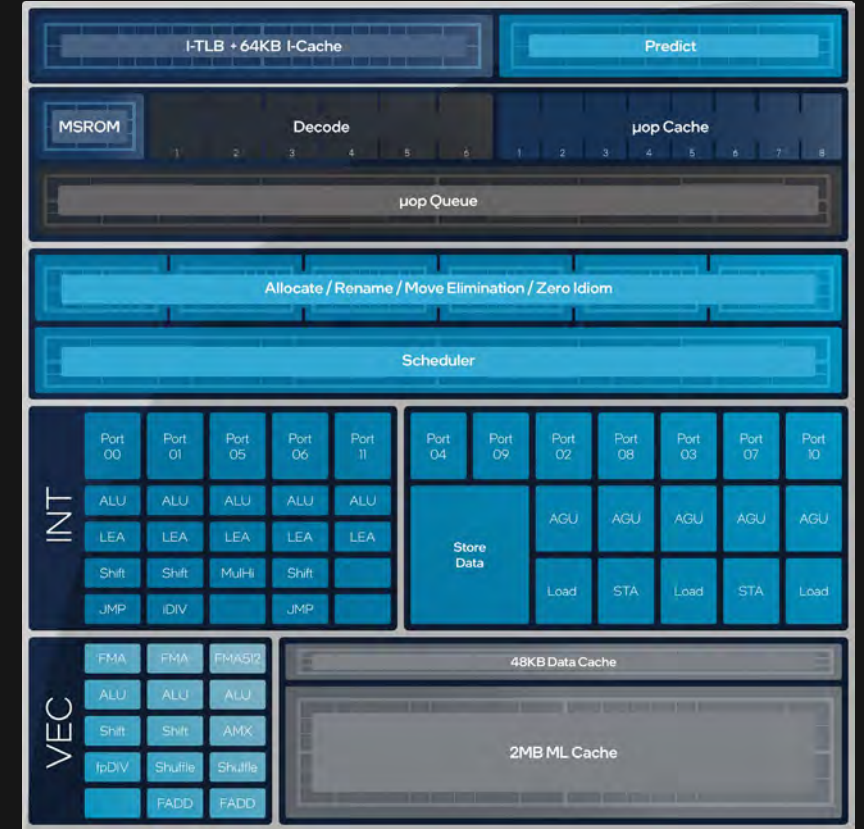 I-TLB + 64KB I-Cache Predict
MSROM Decode µop Cache
1 2 3 4 5 6 1 2 3 4 5 6 7 8
µop Queue
Allocate / Rename / Move Elimination / Zero Idiom
Scheduler
INT
Port 00 Port 01 Port 05 Port 06 Port 11 Port 04 Port 09 Port 02 Port 08 Port 03 Port 07 Port 10
ALU ALU ALU ALU ALU
LEA LEA LEA LEA LEA
Shift Shift MulHi Shift
JMP iDIV JMP
Store
Data
AGU AGU AGU AGU AGU
Load STA Load STA Load
VEC
FMA FMA FMA512
ALU ALU ALU
Shift Shift AMX
fpDIV Shuffle Shuffle
FADD FADD
48KB Data Cache
2MB ML Cache